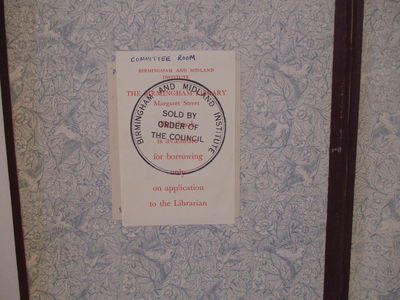 COMMITTEE ROOM
BIRMINGHAM AND MIDLAND
INSTITUTE
THE BIRMINGHAM LIBRARY
Margaret Street
BIRMINGHAM AND MIDLAND INSTITUTE
SOLD BY
ORDER OF
THE COUNCIL
is available
for borrowing
only
on application
to the Librarian